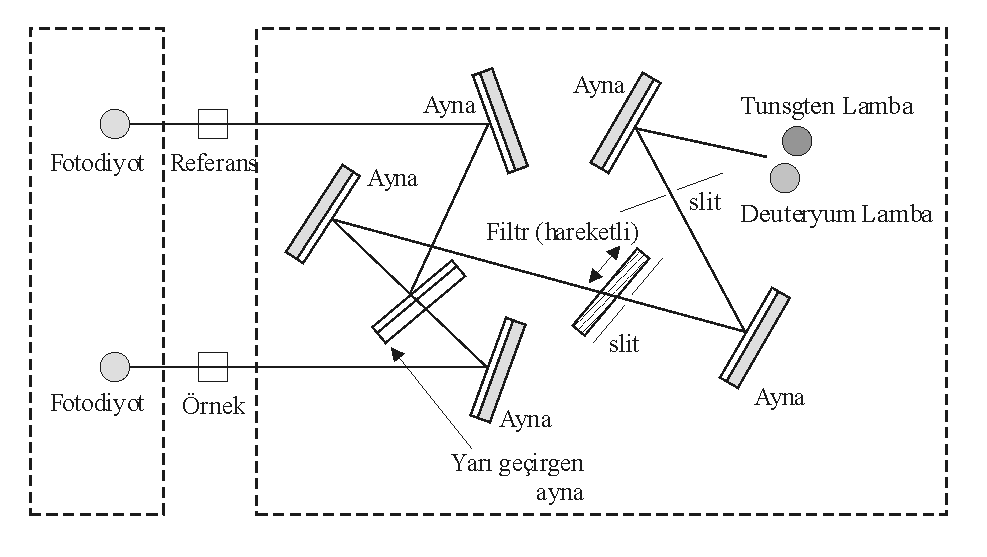 Ayna
Ayna
Tunsgten Lamba
Fotodiyot
Referans
Ayna
slit
Deuteryum Lamba
Filtr (hareketli)
slit
Fotodiyot
Örnek
Ayna
Ayna
Yarı geçirgen
ayna